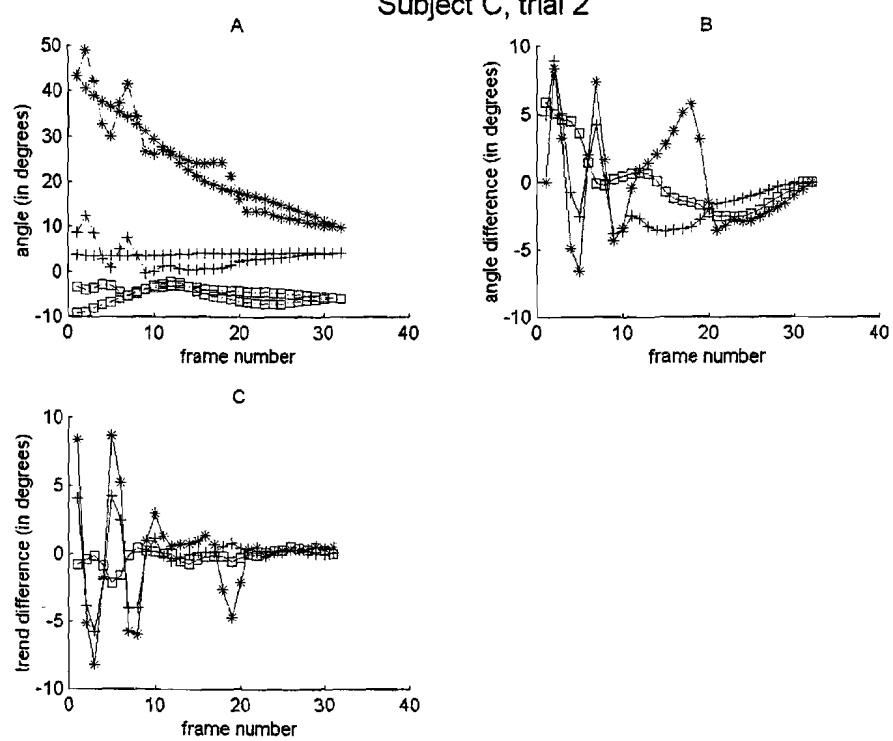 Subject C, trial 2
A
50
40
30
20
10
0
-10
0 10 20 30 40
angle (in degrees)
frame number
B
10
5
0
-5
-10
0 10 20 30 40
angle difference (in degrees)
frame number
C
10
5
0
-5
-10
0 10 20 30 40
trend difference (in degrees)
frame number